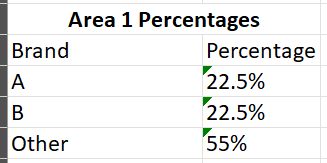 Area 1 Percentages
Brand Percentage
A 22.5%
B 22.5%
Other 55%